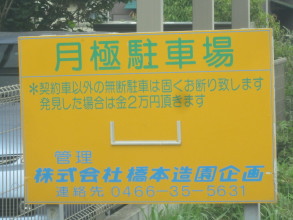 月極駐車場
*契約車以外の無断駐車は固くお断り致します
発見した場合は金2万円頂きます
管理
株式会社橋本造園企画
連絡先 0466-35-5631